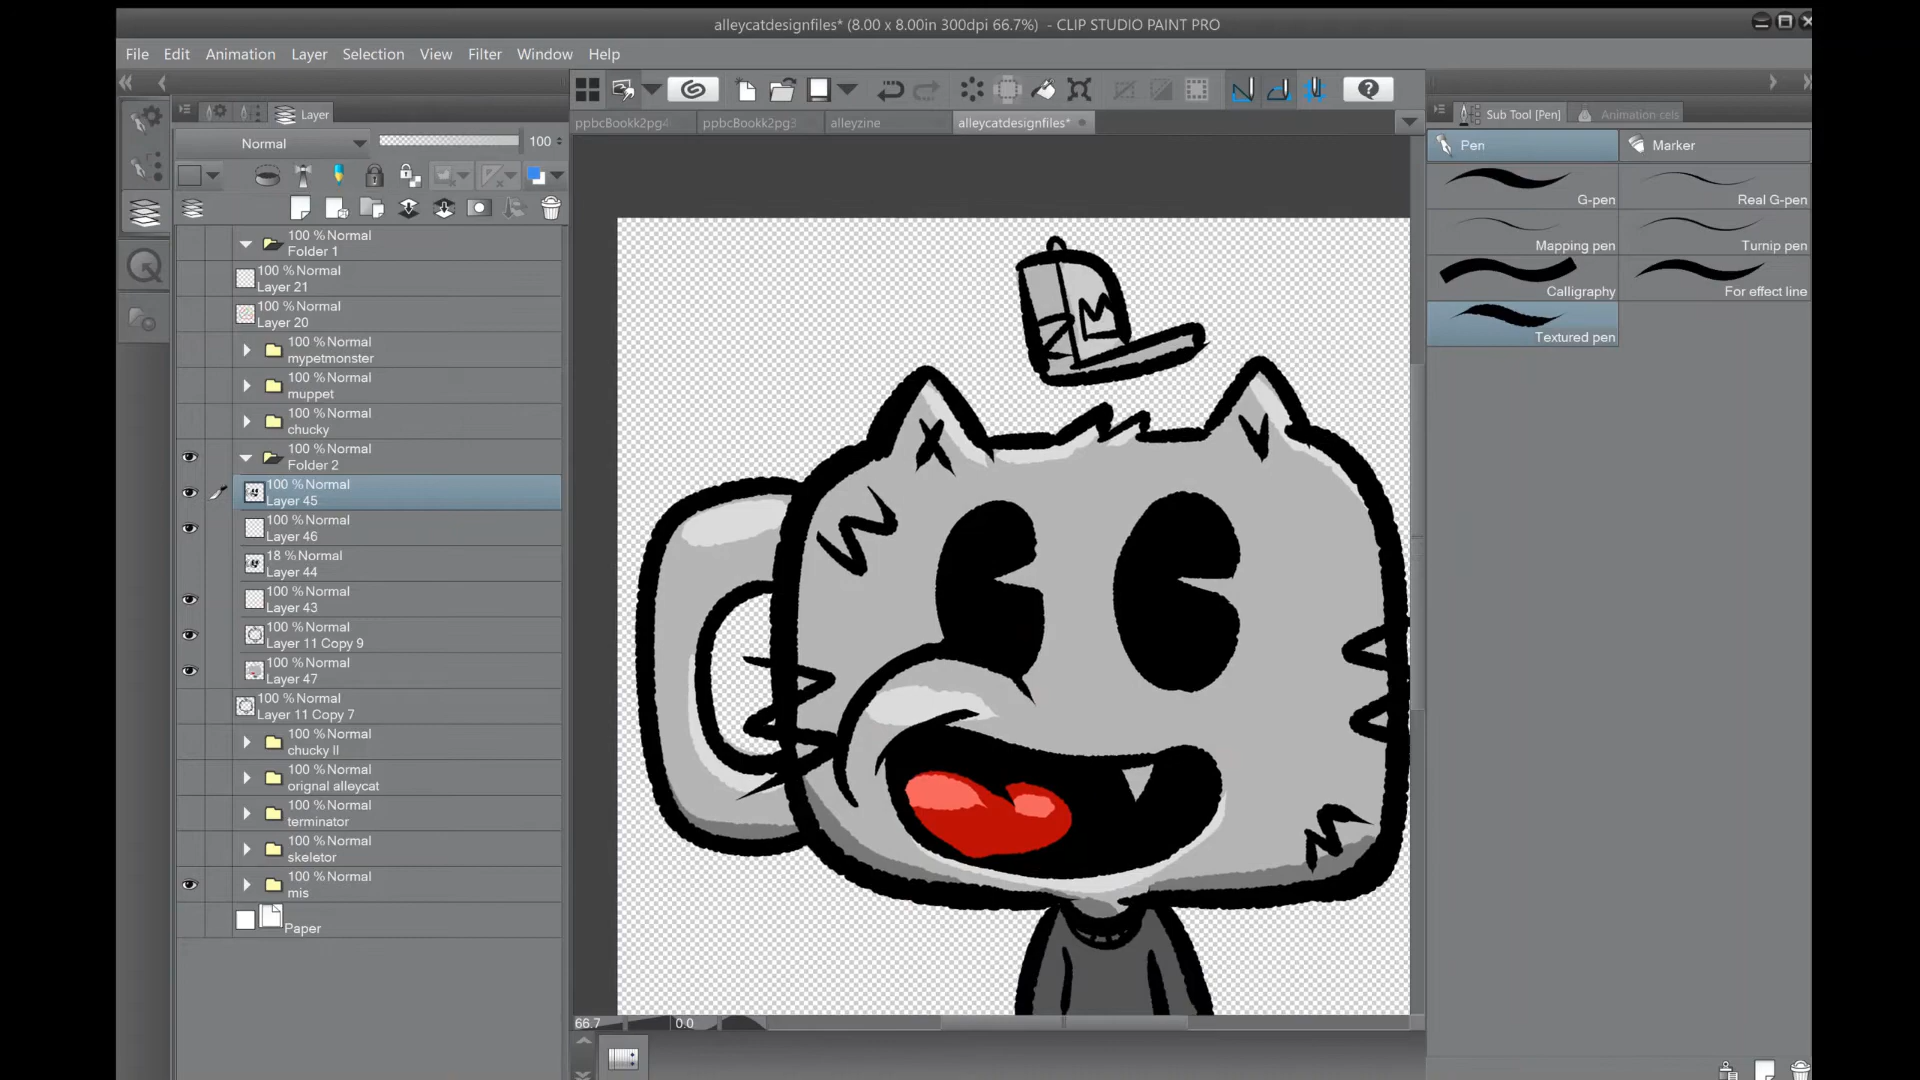 alleycatdesignfiles* (8.00 x 8.00in 300dpi 66.7%) - CLIP STUDIO PAINT PRO
File Edit Animation Layer Selection View Filter Window Help
Layer
Normal 100
ppbcBookk2pg4 ppbcBookk2pg3 alleyzine alleycatdesignfiles*
Sub Tool [Pen] Animation cels
Pen Marker
G-pen Real G-pen
Mapping pen Turnip pen
Calligraphy For effect line
Textured pen
100 % Normal
Folder 1
100 % Normal
Layer 21
100 % Normal
Layer 20
100 % Normal
mypetmonster
100 % Normal
muppet
100 % Normal
chucky
100 % Normal
Folder 2
100 % Normal
Layer 45
100 % Normal
Layer 46
18 % Normal
Layer 44
100 % Normal
Layer 43
100 % Normal
Layer 11 Copy 9
100 % Normal
Layer 47
100 % Normal
Layer 11 Copy 7
100 % Normal
chucky II
100 % Normal
orignal alleycat
100 % Normal
terminator
100 % Normal
skeletor
100 % Normal
mis
Paper
M
X V
66.7 0.0